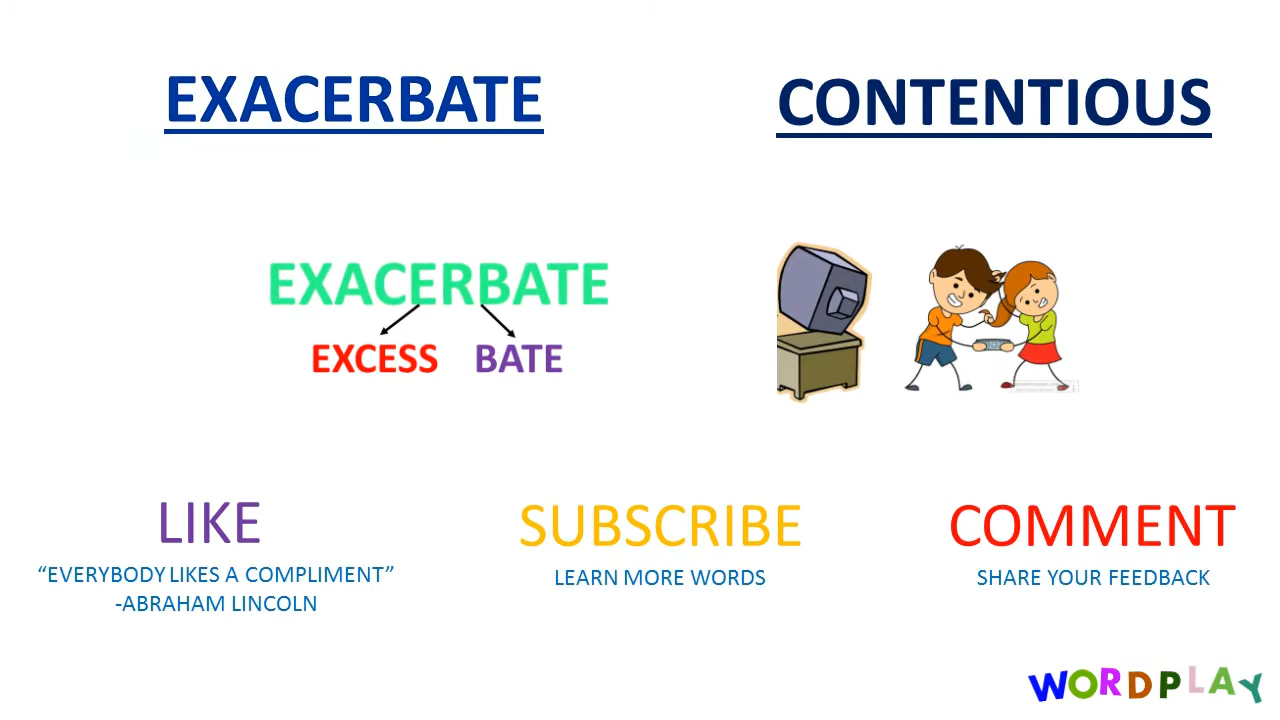 EXACERBATE
CONTENTIOUS
EXACERBATE
EXCESS BATE
LIKE
“EVERYBODY LIKES A COMPLIMENT”
-ABRAHAM LINCOLN
SUBSCRIBE
LEARN MORE WORDS
COMMENT
SHARE YOUR FEEDBACK
WORDPLAY